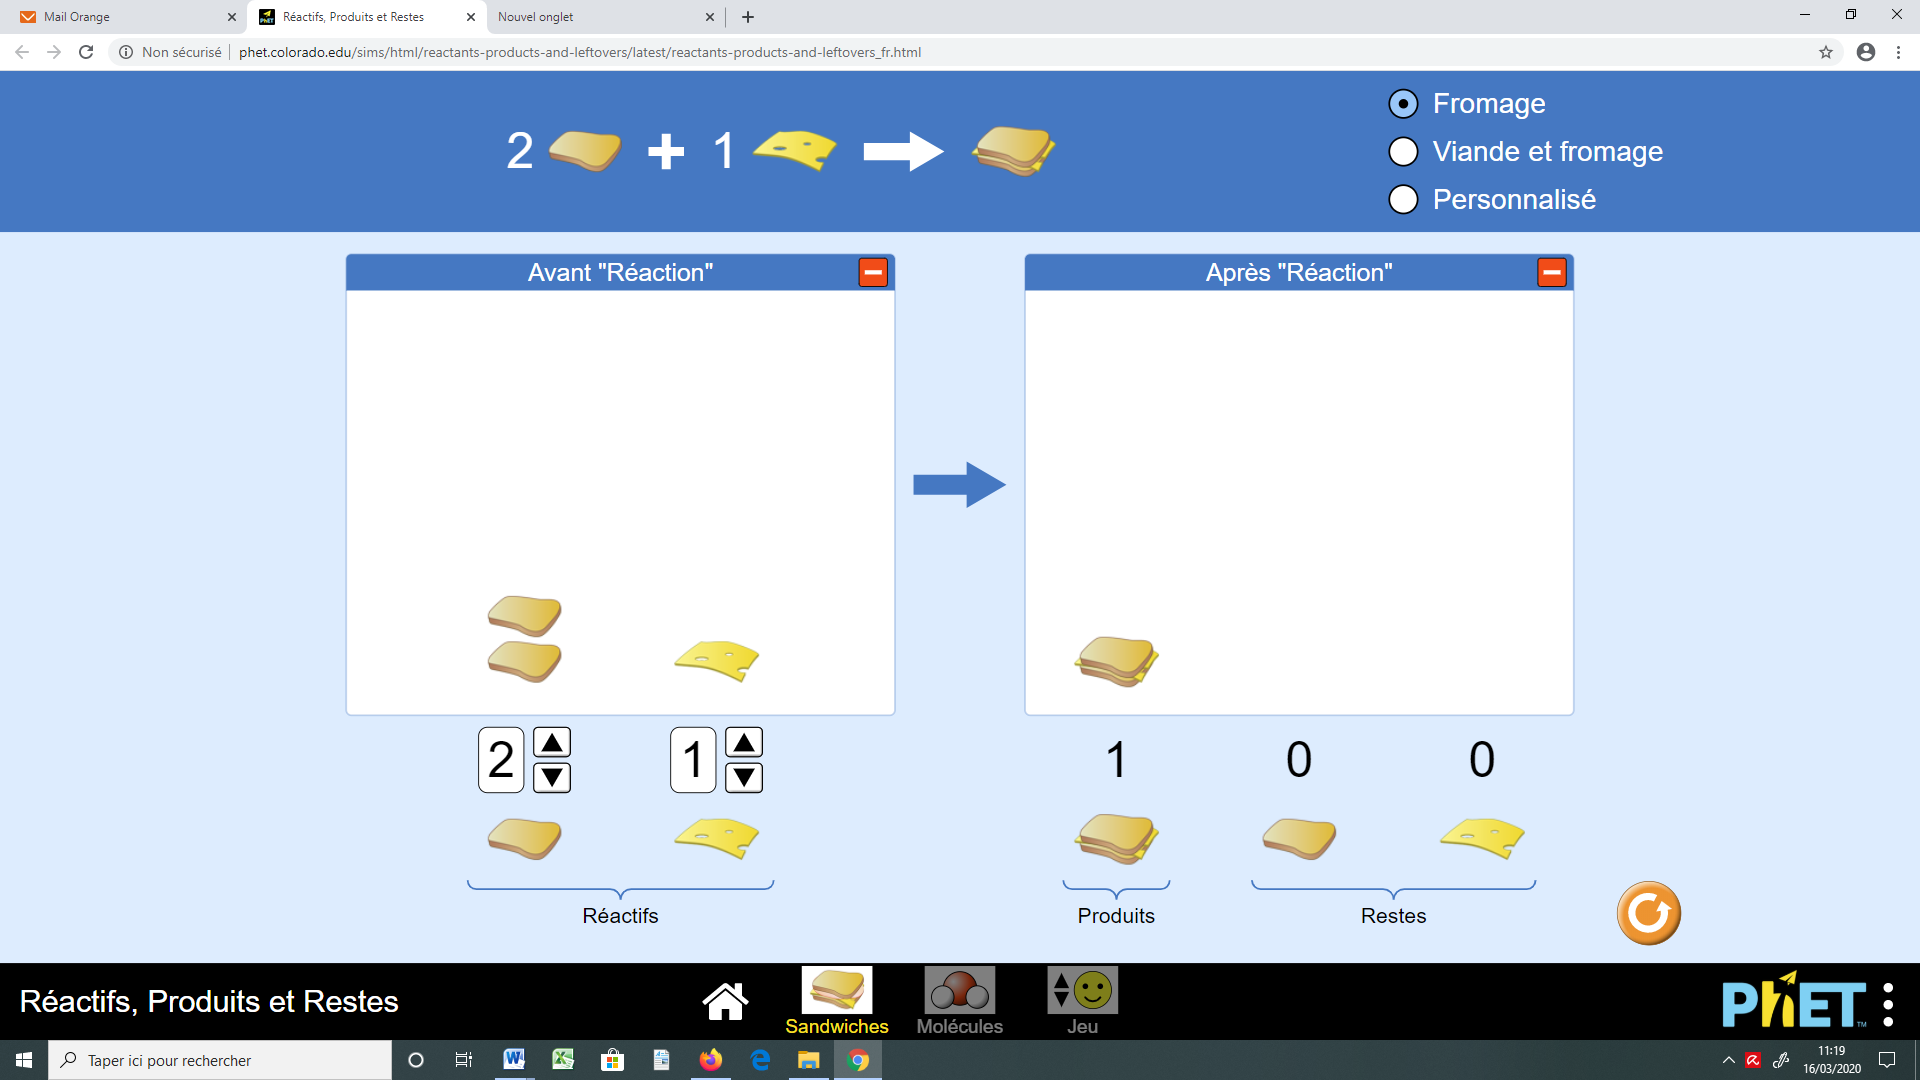 Mail Orange
Réactifs, Produits et Restes
Nouvel onglet
Non sécurisé
phet.colorado.edu/sims/html/reactants-products-and-leftovers/latest/reactants-products-and-leftovers_fr.html
2 + 1
Fromage
Viande et fromage
Personnalisé
Avant "Réaction"
Après "Réaction"
2 1
1 0 0
Réactifs
Produits
Restes
Réactifs, Produits et Restes
Sandwiches
Molécules
Jeu
PhET™
Taper ici pour rechercher
11:19
16/03/2020